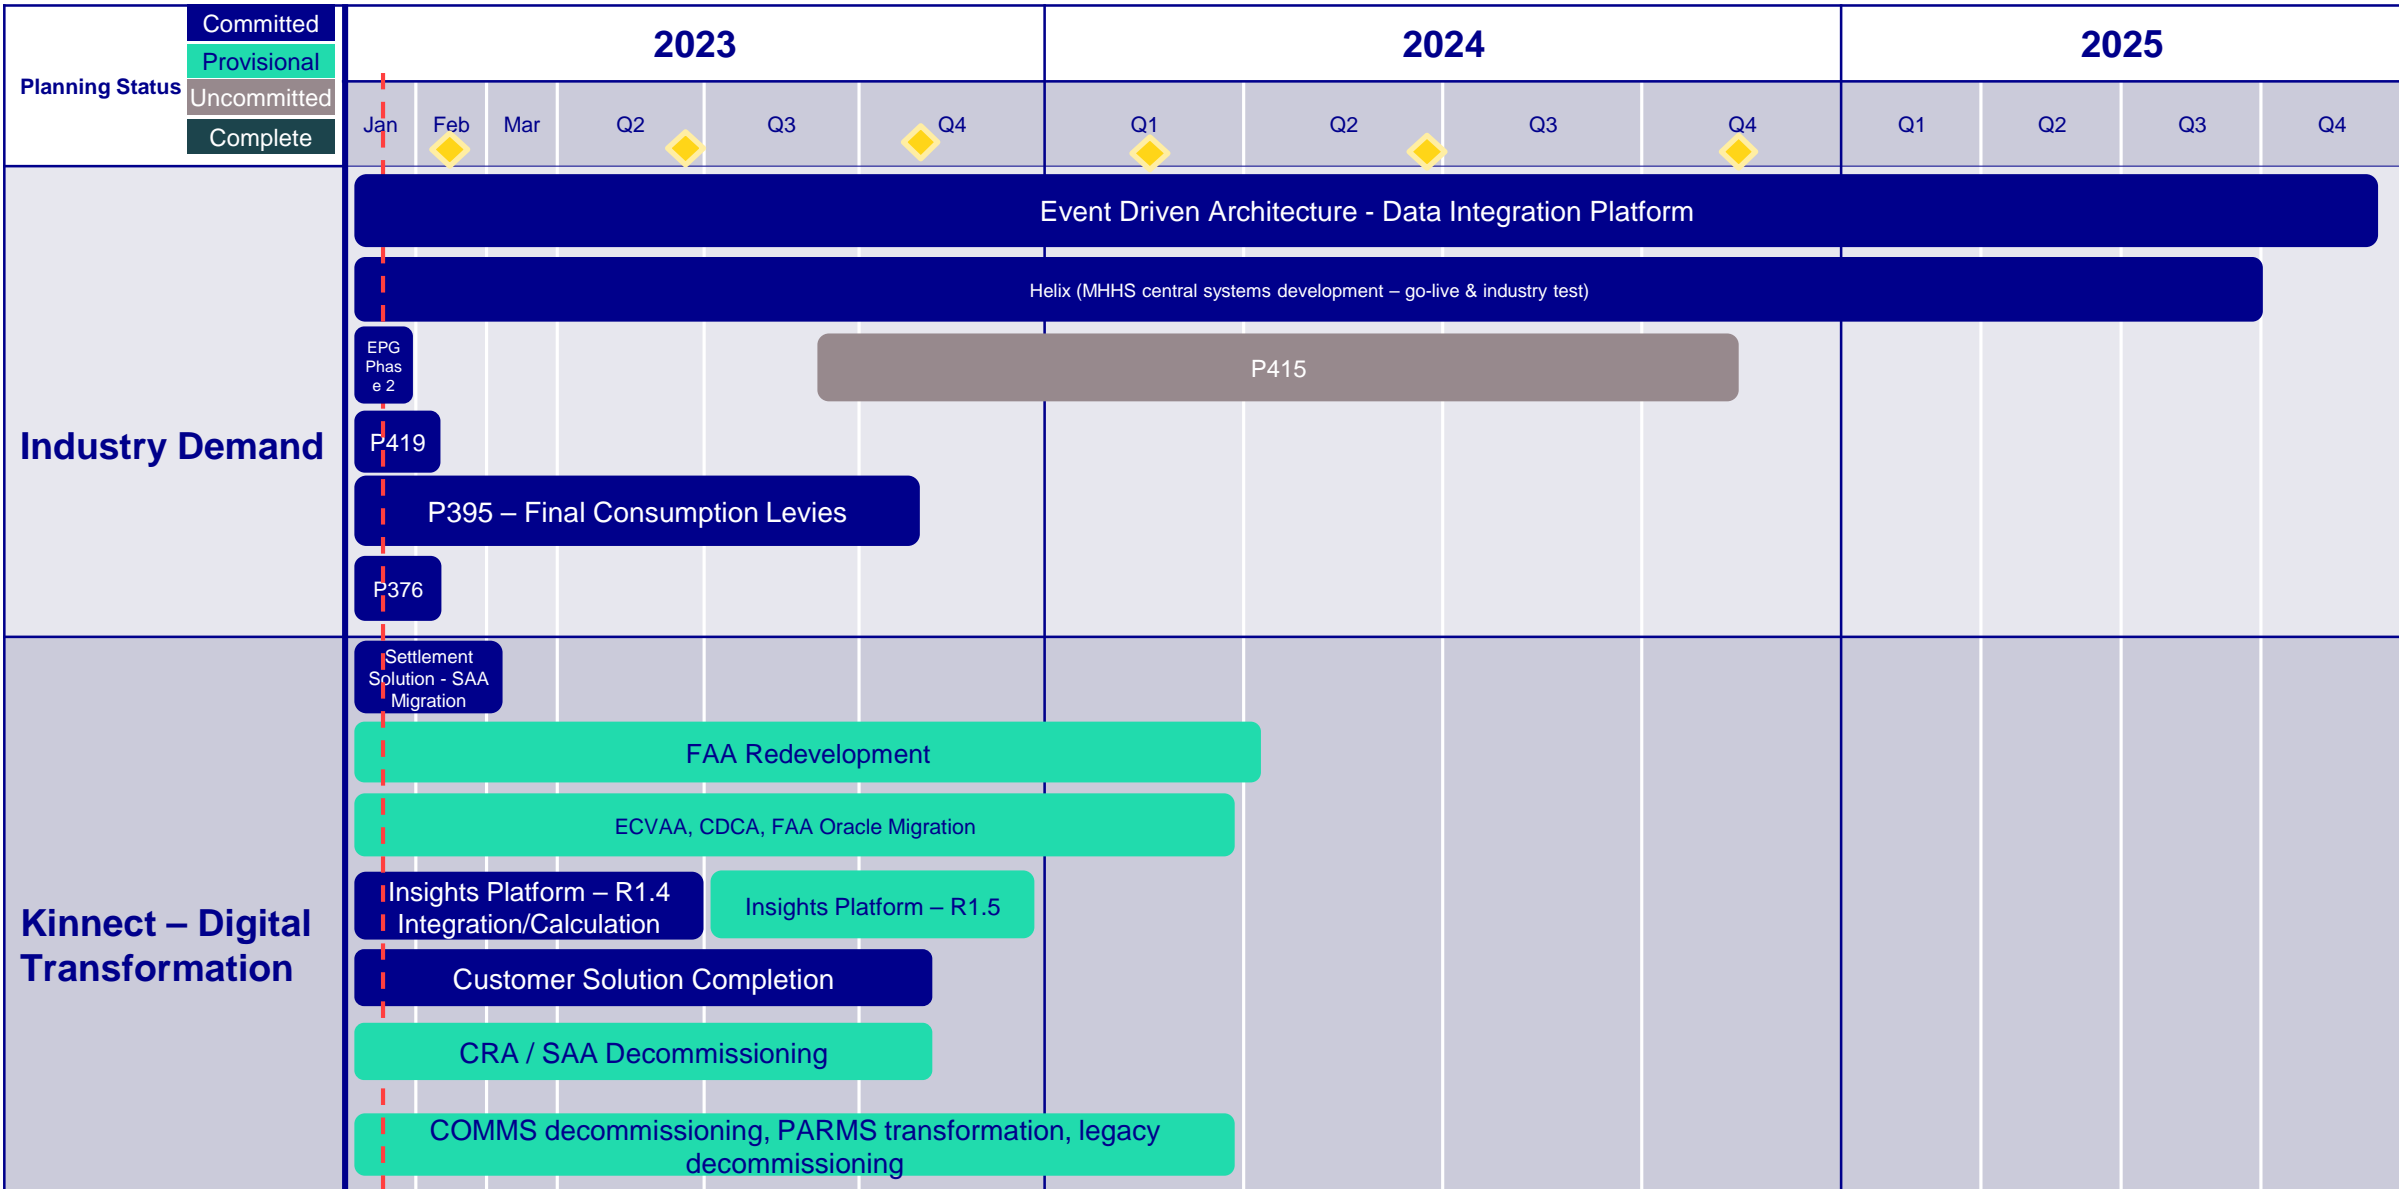 Planning Status
Committed
Provisional
Uncommitted
Complete
2023
2024
2025
Jan
Feb
Mar
Q2
Q3
Q4
Q1
Q2
Q3
Q4
Q1
Q2
Q3
Q4
Industry Demand
Event Driven Architecture - Data Integration Platform
Helix (MHHS central systems development – go-live & industry test)
EPG
Phas
e 2
P415
P419
P395 – Final Consumption Levies
P376
Kinnect – Digital
Transformation
Settlement
Solution - SAA
Migration
FAA Redevelopment
ECVAA, CDCA, FAA Oracle Migration
Insights Platform – R1.4
Integration/Calculation
Insights Platform – R1.5
Customer Solution Completion
CRA / SAA Decommissioning
COMMS decommissioning, PARMS transformation, legacy
decommissioning